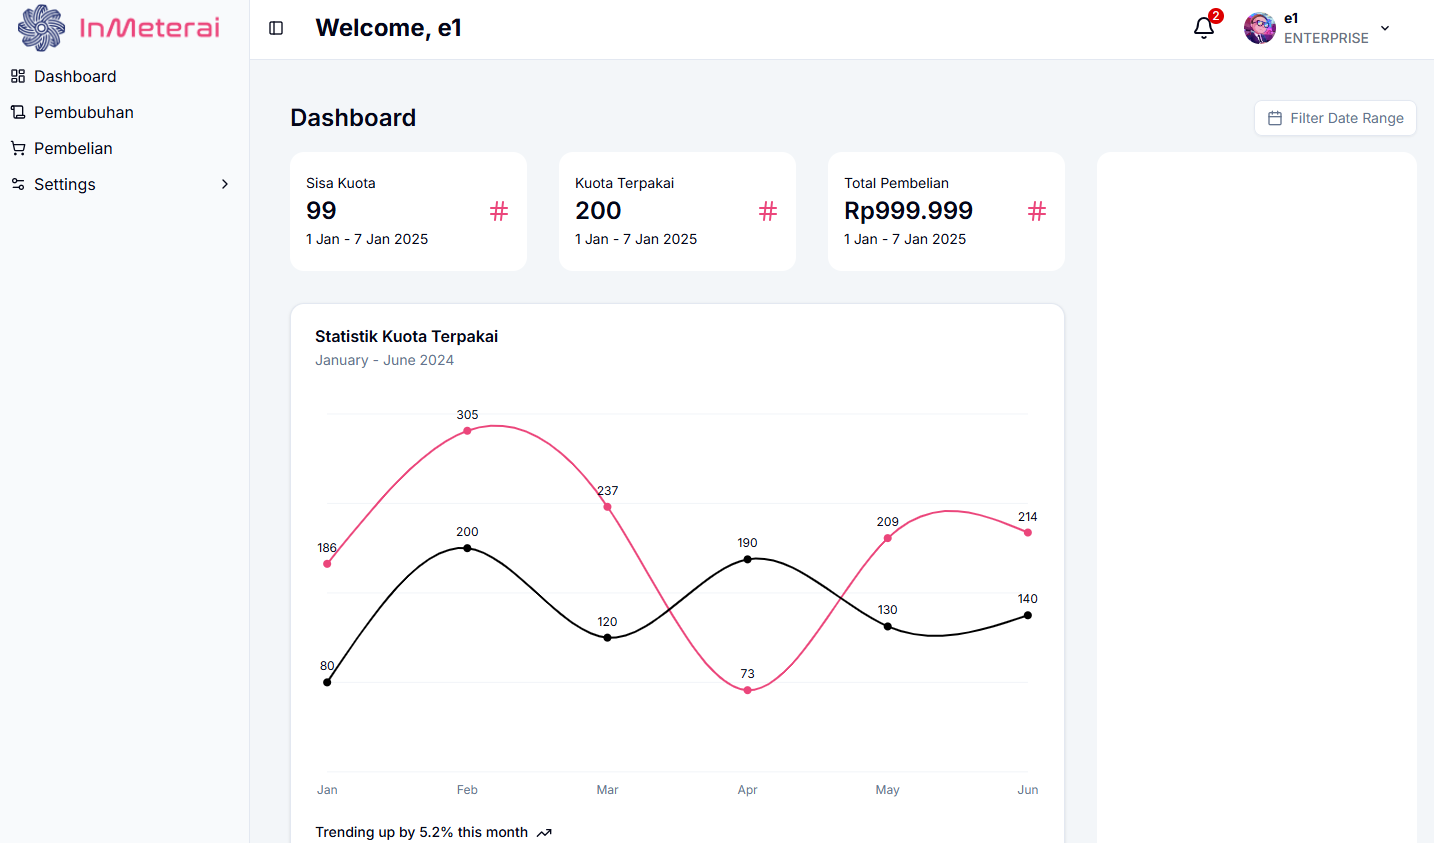 InMeterai
Dashboard
Pembubuhan
Pembelian
Settings
Welcome, e1
2
e1
ENTERPRISE
Dashboard
Filter Date Range
Sisa Kuota
99
1 Jan - 7 Jan 2025
Kuota Terpakai
200
1 Jan - 7 Jan 2025
Total Pembelian
Rp999.999
1 Jan - 7 Jan 2025
Statistik Kuota Terpakai
January - June 2024
305
237
214
209
186
200
190
140
130
120
80
73
Jan
Feb
Mar
Apr
May
Jun
Trending up by 5.2% this month